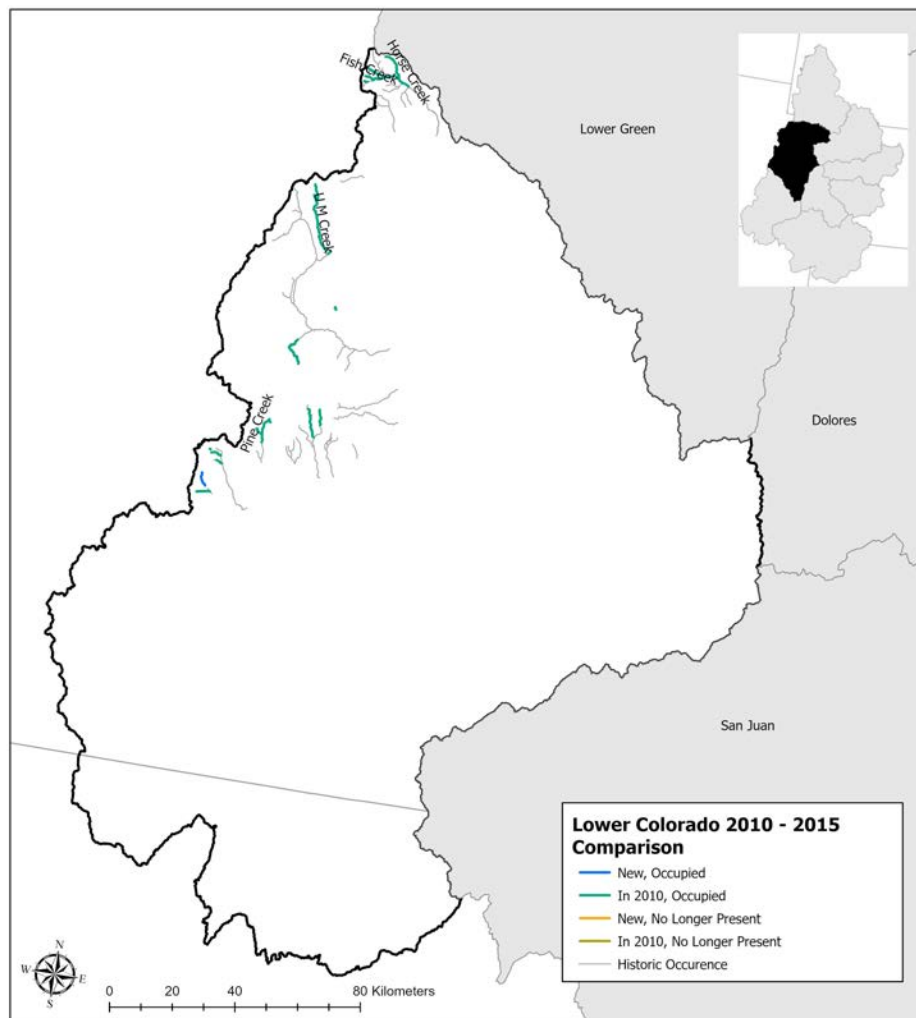 Horse Creek
Fish Creek
Lower Green
U M Creek
Dolores
Pine Creek
San Juan
Lower Colorado 2010 - 2015
Comparison
New, Occupied
In 2010, Occupied
New, No Longer Present
In 2010, No Longer Present
Historic Occurence
N
W
E
S
0 20 40 80 Kilometers